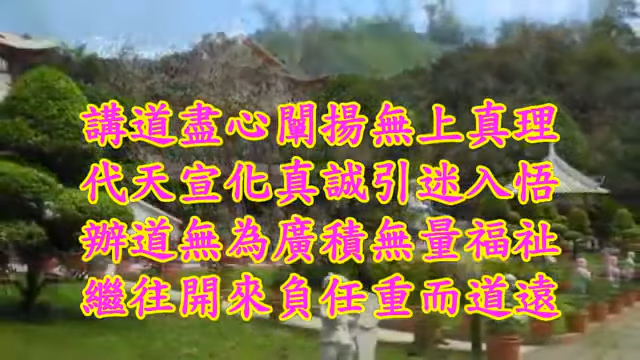 講道盡心闡揚無上真理
代天宣化真誠引迷入悟
辦道無為廣積無量福祉
繼往開來負任重而道遠